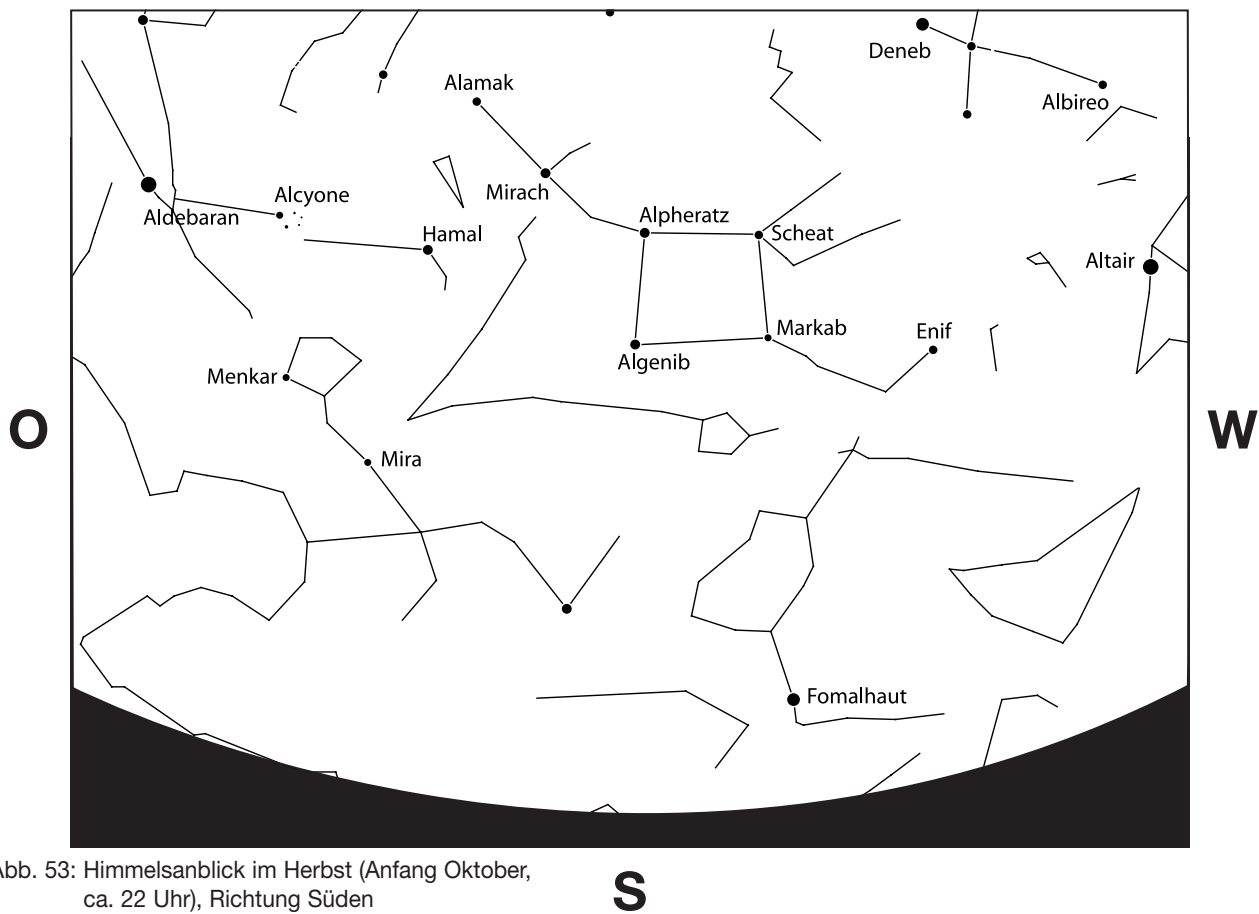 Deneb
Alamak
Albireo
Mirach
Alcyone
Aldebaran
Alpheratz
Hamal
Scheat
Altair
Markab
Enif
Algenib
Menkar
O
W
Mira
Fomalhaut
Abb. 53: Himmelsanblick im Herbst (Anfang Oktober,
ca. 22 Uhr), Richtung Süden
S